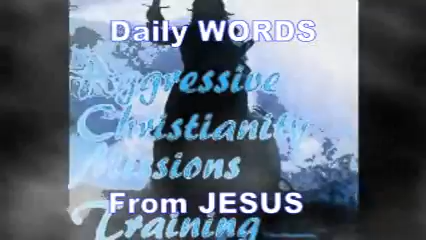 Daily WORDS
Aggressive
Christianity
Missions
From JESUS
Training